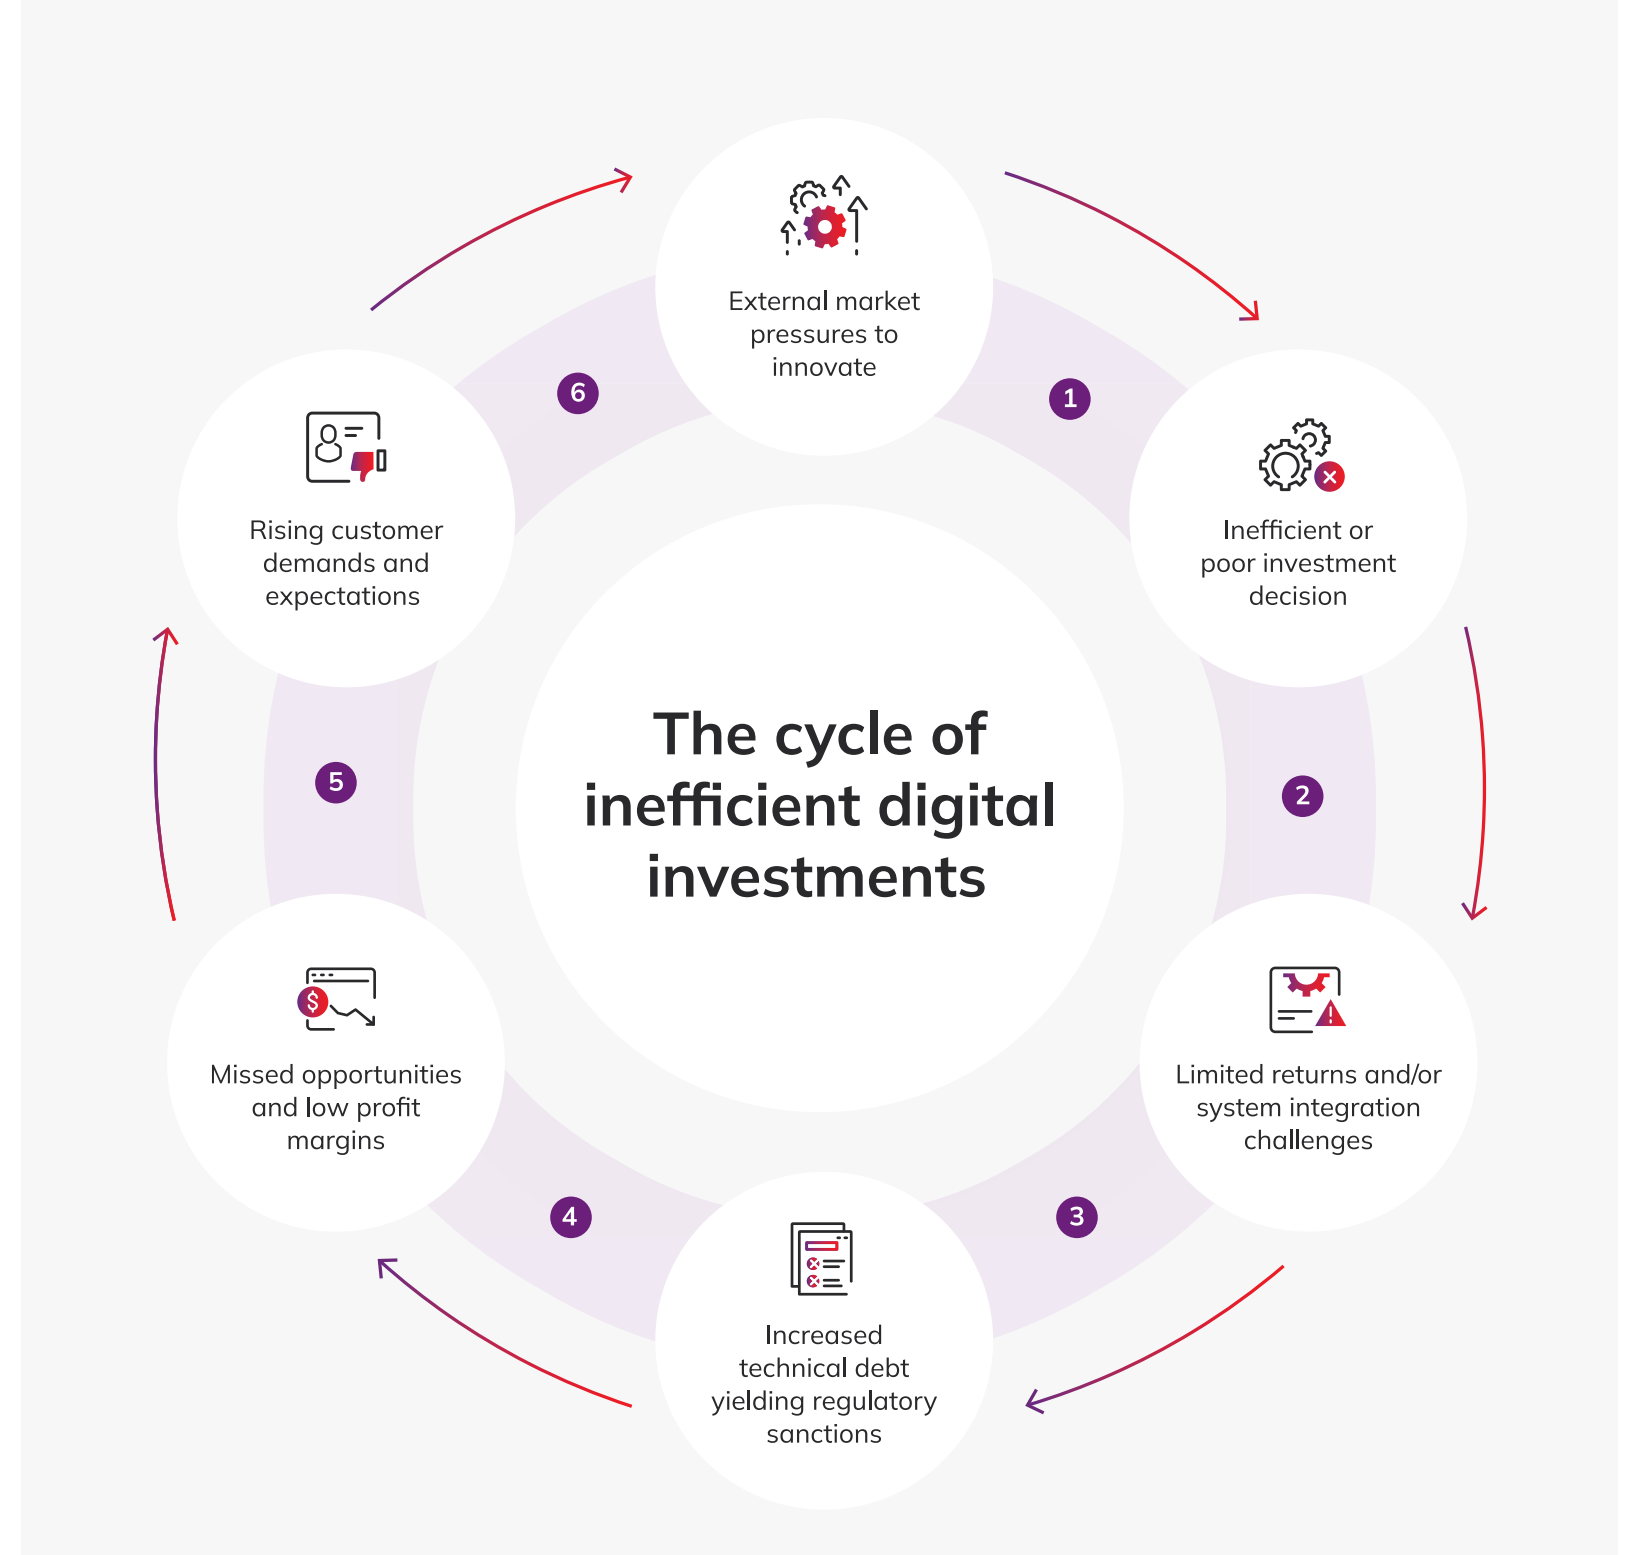 External market
pressures to
innovate
1
Inefficient or
poor investment
decision
2
Limited returns and/or
system integration
challenges
3
Increased
technical debt
yielding regulatory
sanctions
4
Missed opportunities
and low profit
margins
$
5
Rising customer
demands and
expectations
6
The cycle of
inefficient digital
investments